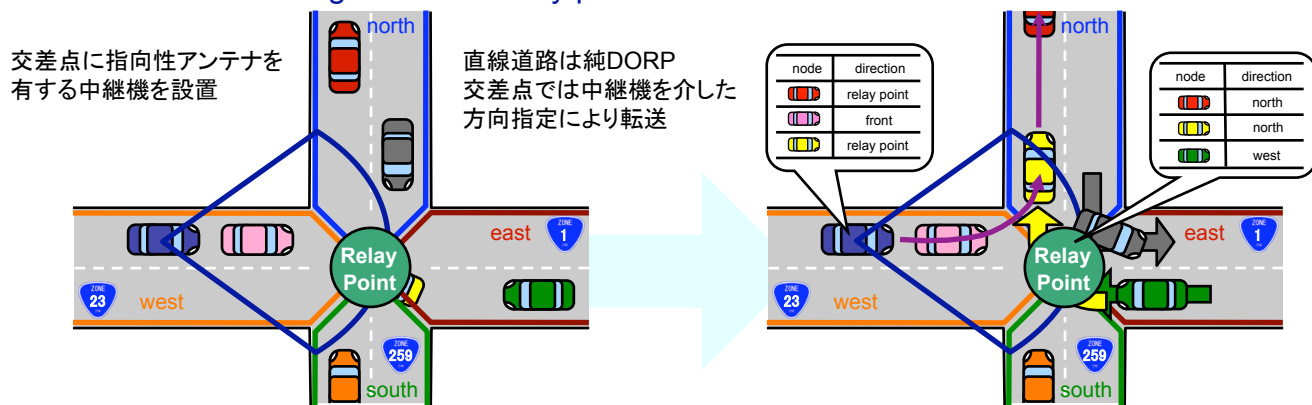 north
交差点に指向性アンテナを
有する中継機を設置
Relay
Point
east
ZONE
1
west
ZONE
23
south
ZONE
259
直線道路は純DORP
交差点では中継機を介した
方向指定により転送
north
node direction
relay point
front
relay point
node direction
north
north
west
Relay
Point
east
ZONE
1
west
ZONE
23
south
ZONE
259